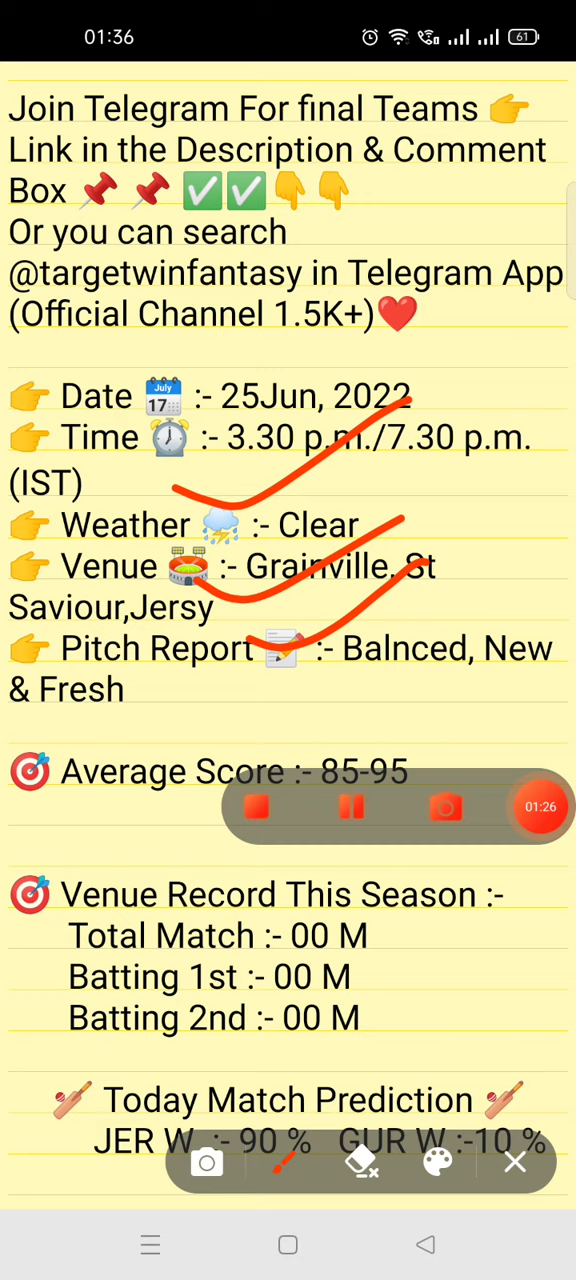 01:36
61
Join Telegram For final Teams 👉
Link in the Description & Comment
Box 📌 📌 ✅✅👇👇
Or you can search
@targetwinfantasy in Telegram App
(Official Channel 1.5K+)❤️
👉 Date 📅 :- 25Jun, 2022
👉 Time ⏰ :- 3.30 p.m./7.30 p.m.
(IST)
👉 Weather ⛈️ :- Clear
👉 Venue 🏟️ :- Grainville, St
Saviour,Jersy
👉 Pitch Report 📝 :- Balnced, New
& Fresh
🎯 Average Score :- 85-95
01:26
🎯 Venue Record This Season :-
Total Match :- 00 M
Batting 1st :- 00 M
Batting 2nd :- 00 M
🏏 Today Match Prediction 🏏
JER W :- 90 % GUR W :-10 %